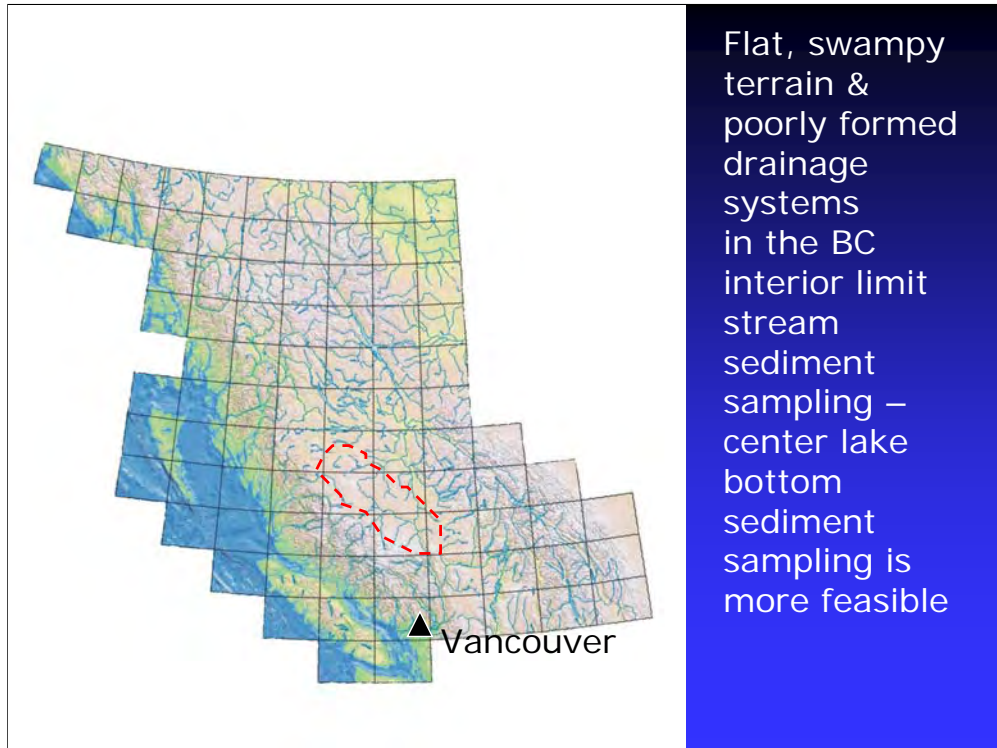 Flat, swampy
terrain &
poorly formed
drainage
systems
in the BC
interior limit
stream
sediment
sampling –
center lake
bottom
sediment
sampling is
more feasible
Vancouver